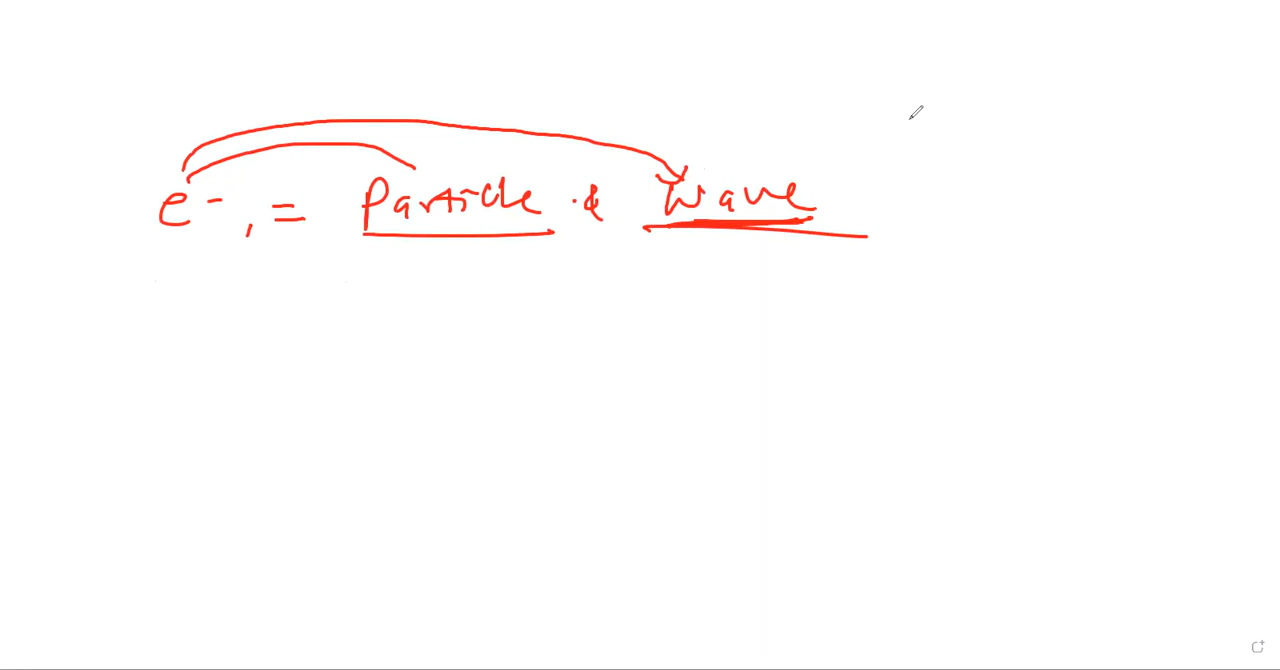 e⁻, = Particle & Wave